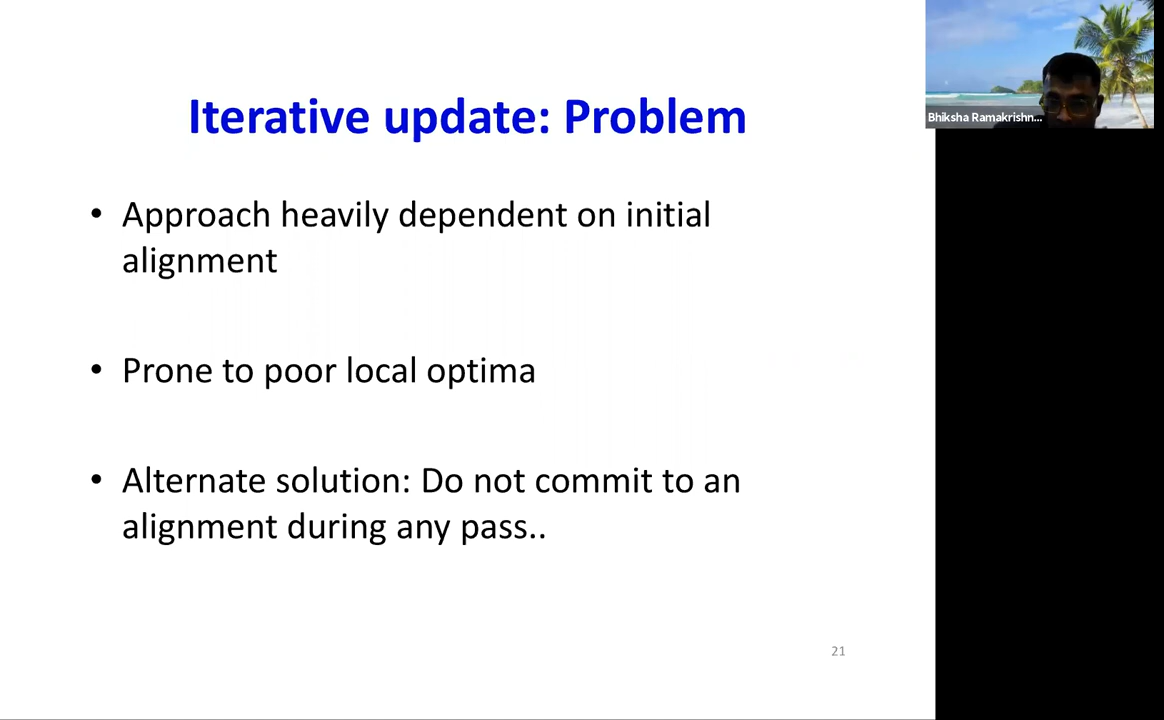 Iterative update: Problem
• Approach heavily dependent on initial
alignment
• Prone to poor local optima
• Alternate solution: Do not commit to an
alignment during any pass..
21
Bhiksha Ramakrishn...